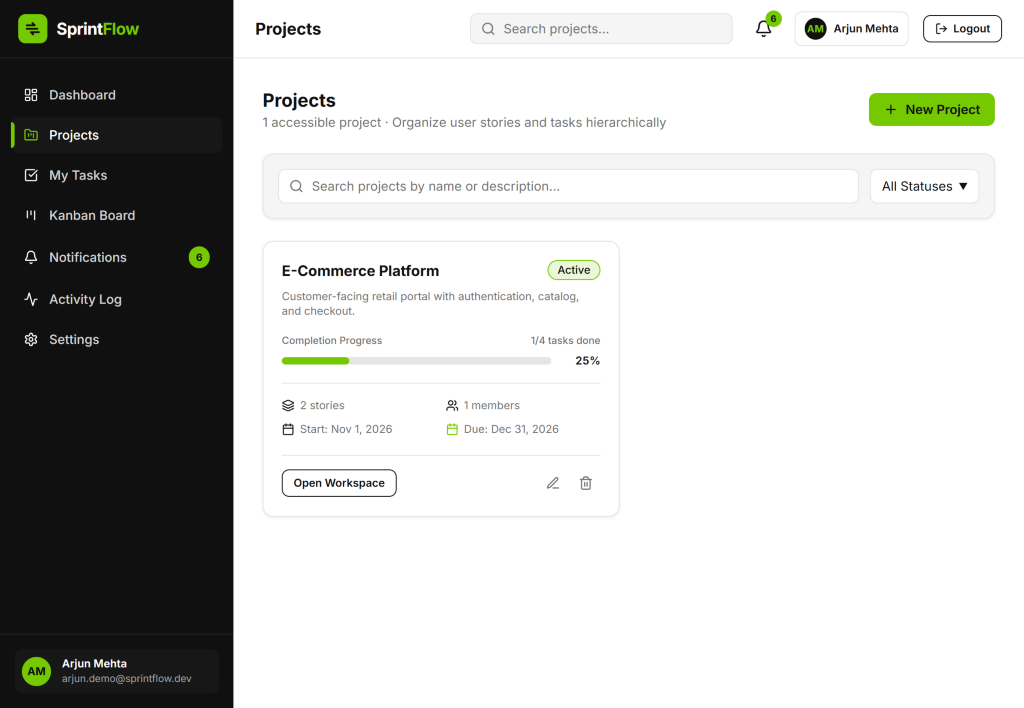 SprintFlow
Dashboard
Projects
My Tasks
Kanban Board
Notifications 6
Activity Log
Settings
AM
Arjun Mehta
arjun.demo@sprintflow.dev
Projects
Search projects...
6
AM Arjun Mehta
Logout
Projects
1 accessible project · Organize user stories and tasks hierarchically
+ New Project
Search projects by name or description...
All Statuses ▼
E-Commerce Platform
Active
Customer-facing retail portal with authentication, catalog,
and checkout.
Completion Progress 1/4 tasks done
25%
2 stories 1 members
Start: Nov 1, 2026 Due: Dec 31, 2026
Open Workspace